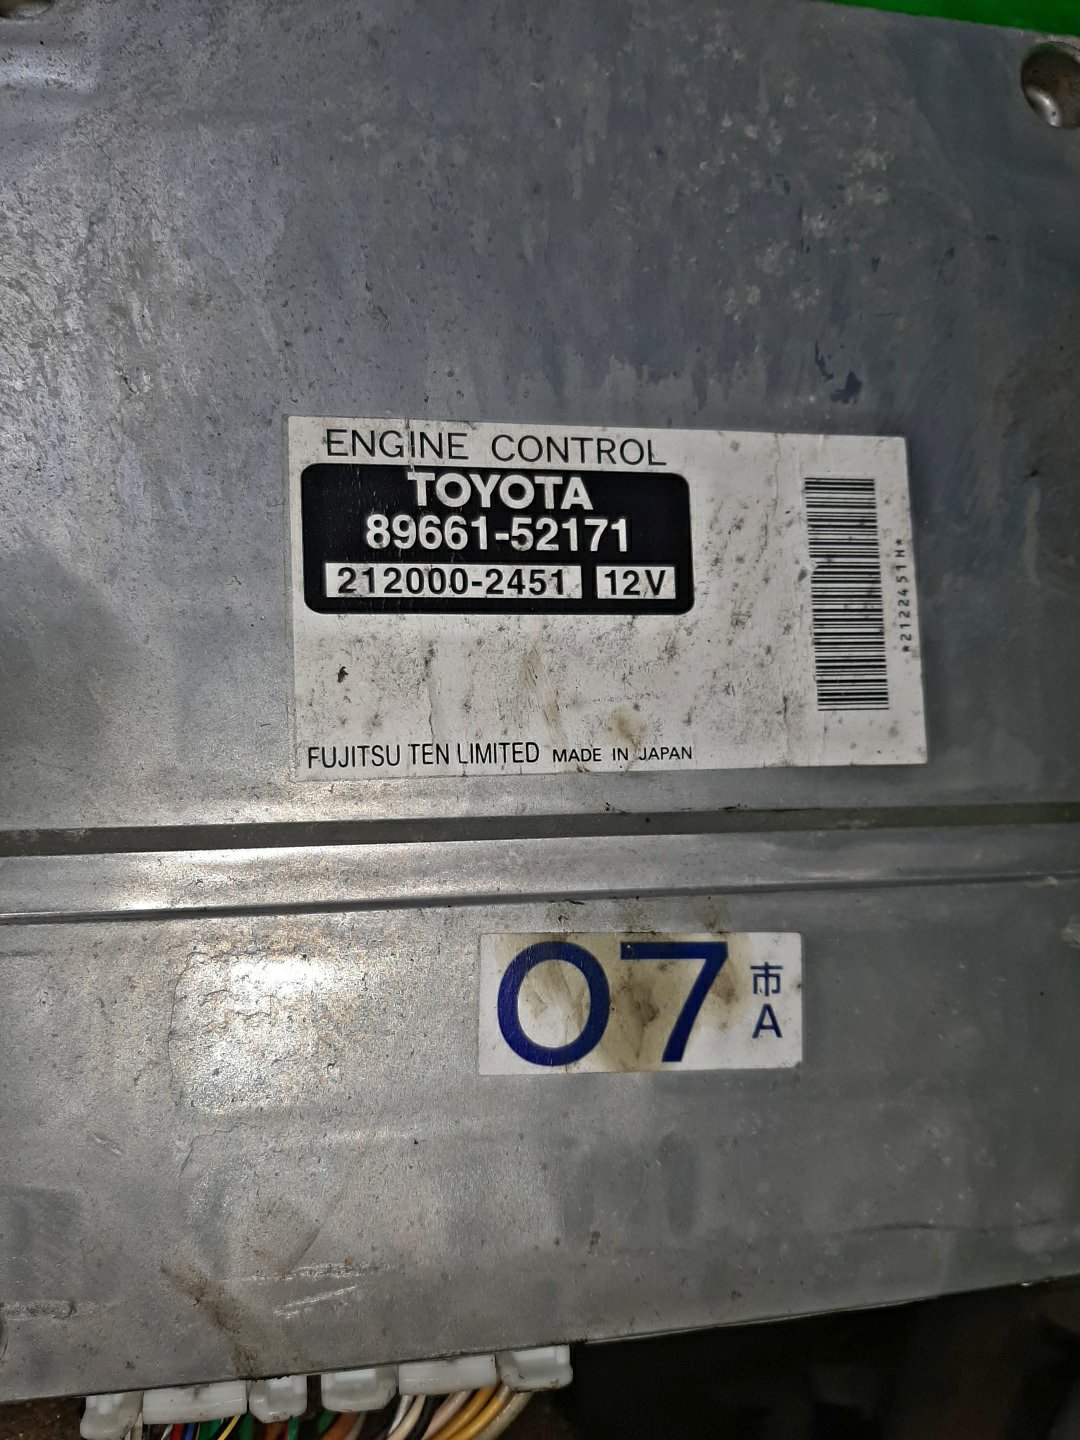 ENGINE CONTROL
TOYOTA
89661-52171
212000-2451 12V
*2122451H*
FUJITSU TEN LIMITED MADE IN JAPAN
07 市
A